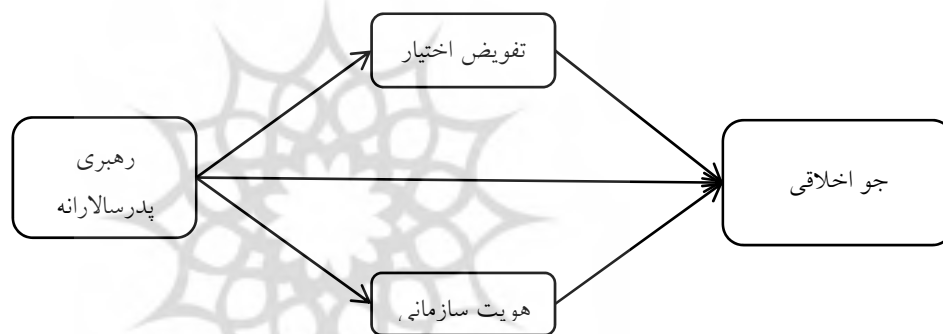 تفویض اختیار
رهبری
پدرسالارانه
جو اخلاقی
هویت سازمانی